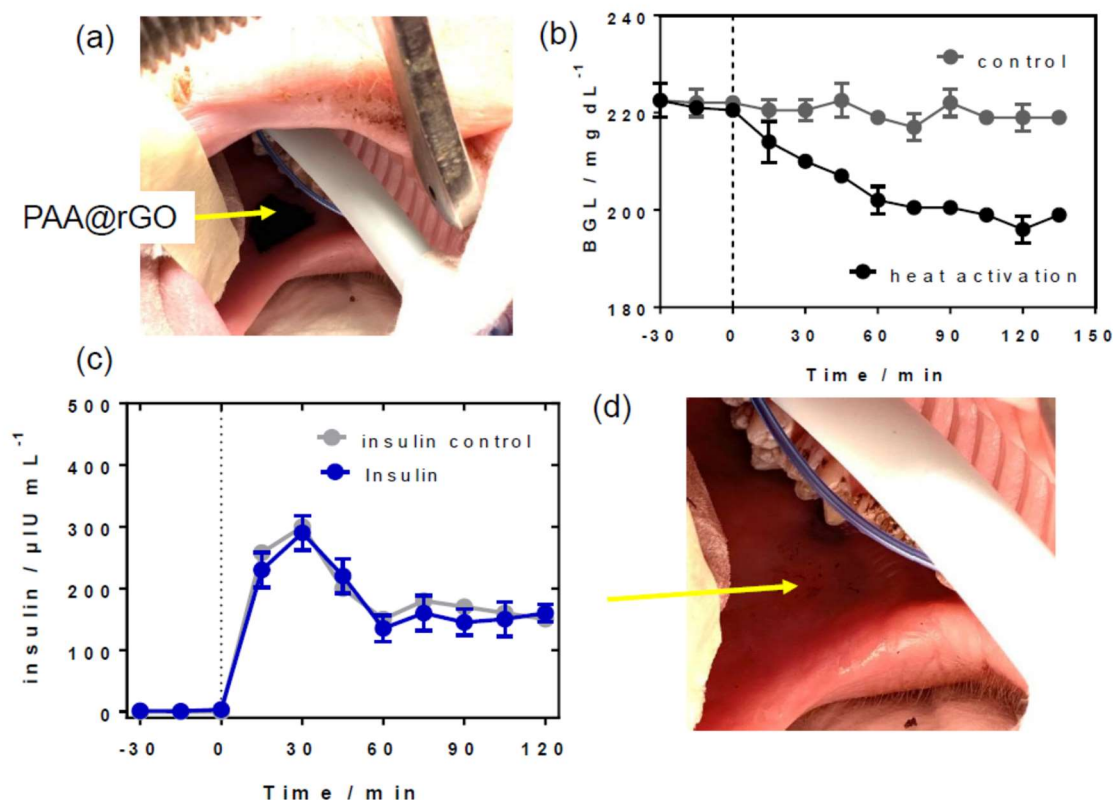 (a)
PAA@rGO
(b)
240
220
200
180
BGL / mg dL⁻¹
control
heat activation
-30 0 30 60 90 120 150
Time / min
(c)
500
400
300
200
100
0
insulin / µIU mL⁻¹
insulin control
Insulin
-30 0 30 60 90 120
Time / min
(d)